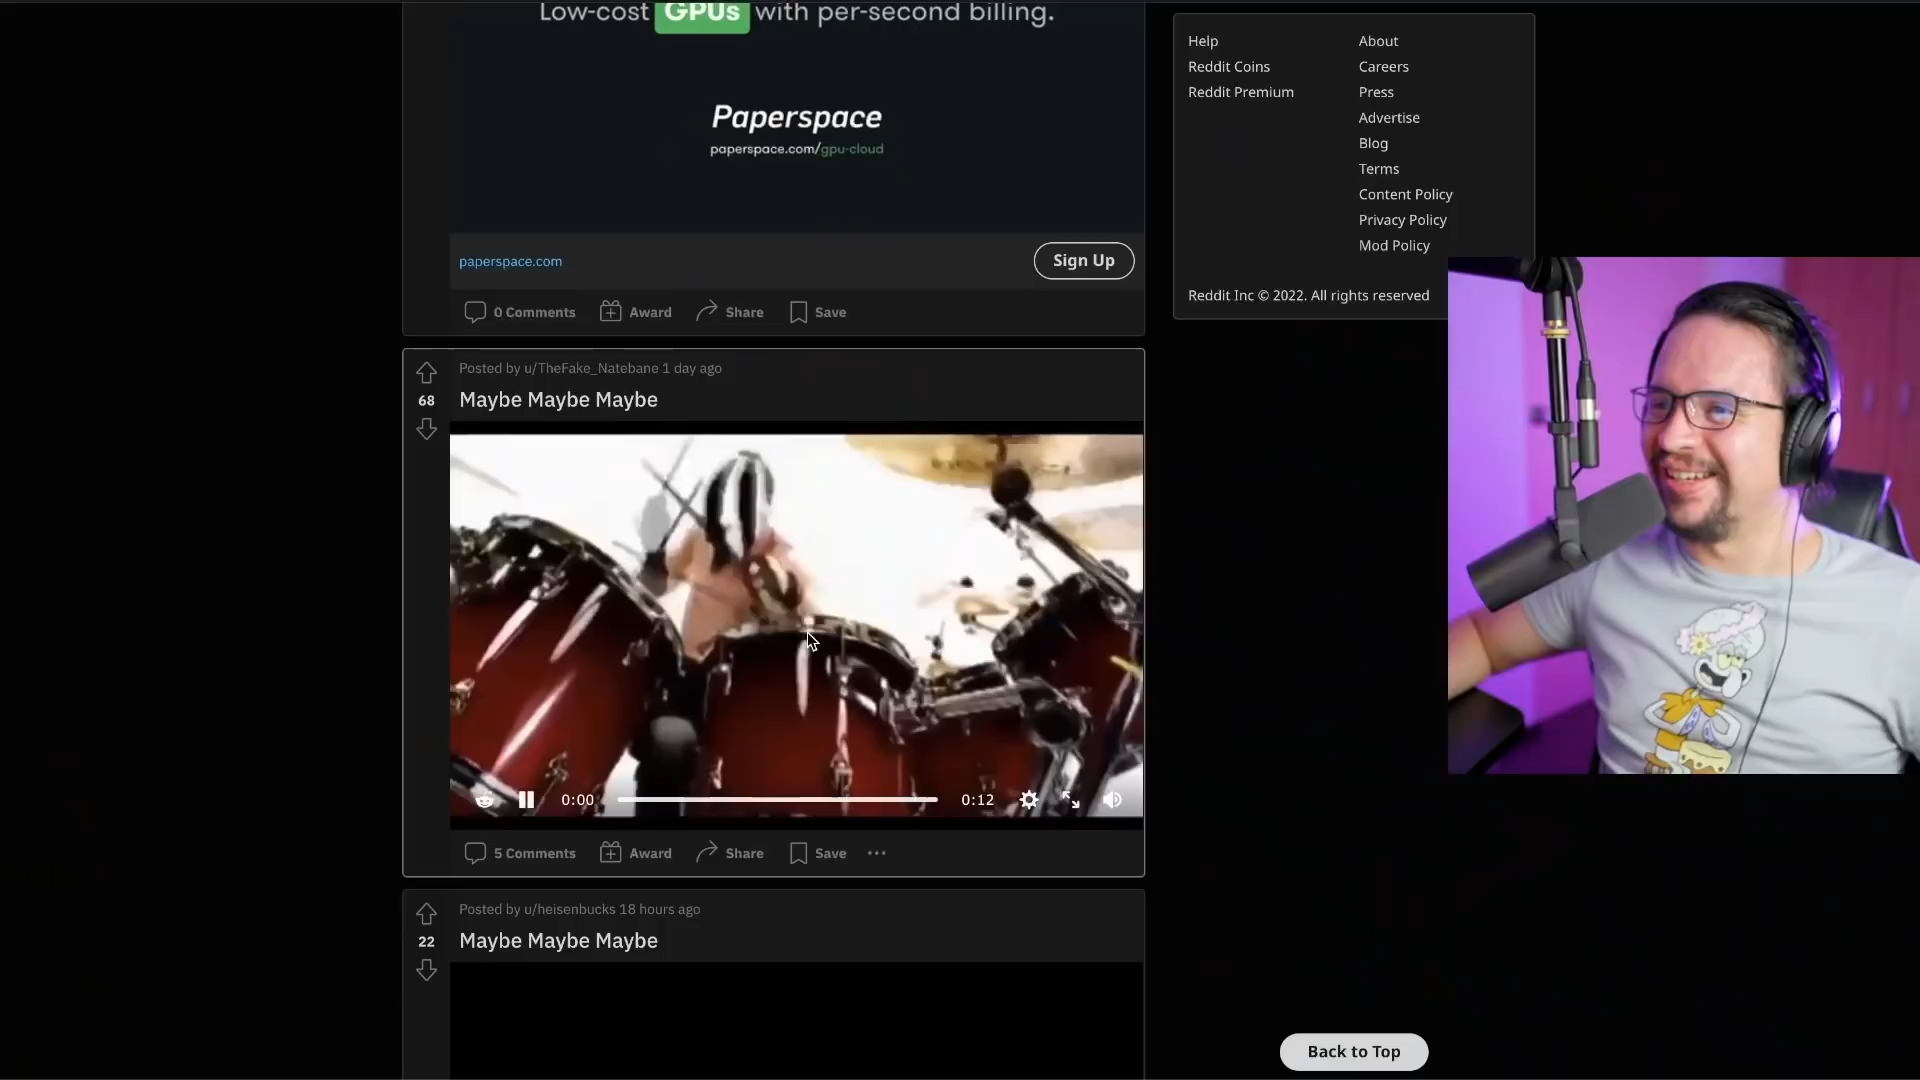 Low-cost GPUs with per-second billing.
Paperspace
paperspace.com/gpu-cloud
paperspace.com
Sign Up
0 Comments
Award
Share
Save
Help
Reddit Coins
Reddit Premium
About
Careers
Press
Advertise
Blog
Terms
Content Policy
Privacy Policy
Mod Policy
Reddit Inc © 2022. All rights reserved
Posted by u/TheFake_Natebane 1 day ago
68
Maybe Maybe Maybe
0:00
0:12
5 Comments
Award
Share
Save
Posted by u/heisenbucks 18 hours ago
22
Maybe Maybe Maybe
Back to Top